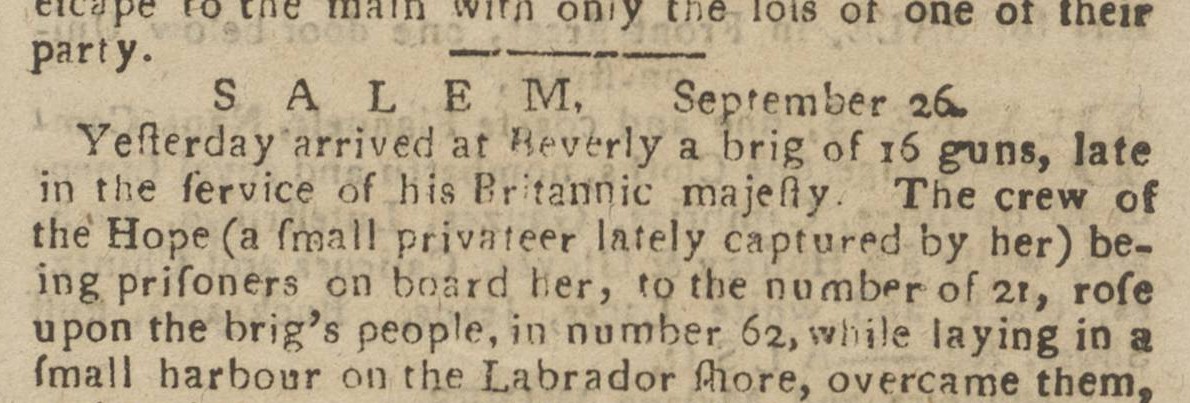 eſcape to the main with only the loſs of one of their
party.
S A L E M, September 26.
Yeſterday arrived at Beverly a brig of 16 guns, late
in the ſervice of his Britannic majeſty. The crew of
the Hope (a ſmall privateer lately captured by her) be-
ing priſoners on board her, to the number of 21, roſe
upon the brig's people, in number 62, while laying in a
ſmall harbour on the Labrador ſhore, overcame them,